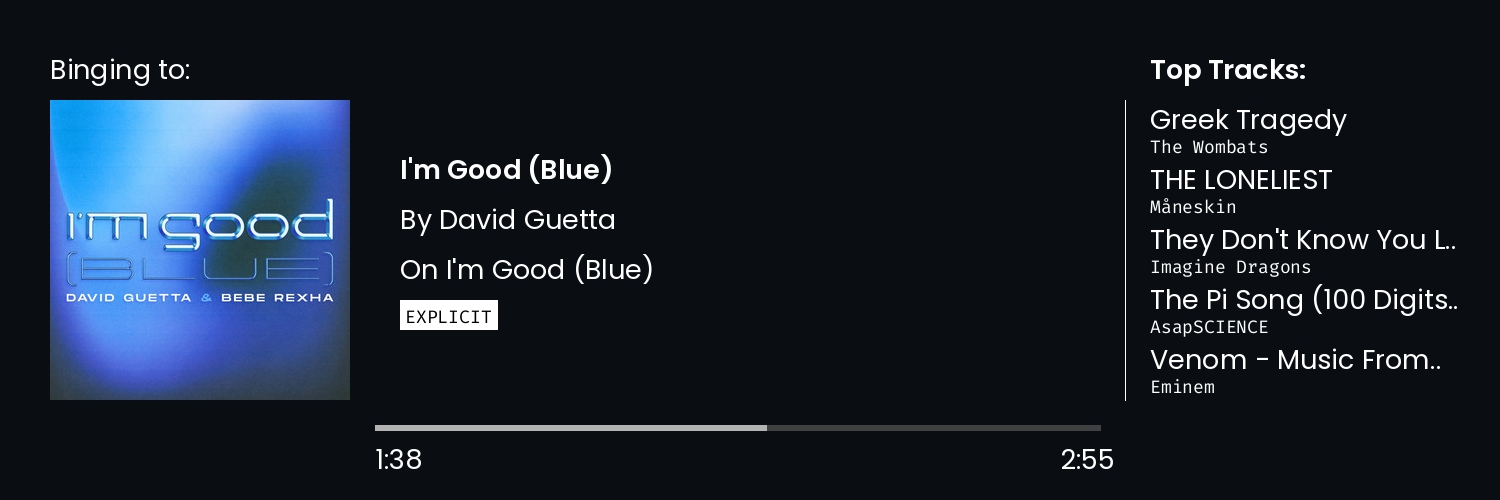 Binging to:
i'm good
(BLUE)
DAVID GUETTA & BEBE REXHA
I'm Good (Blue)
By David Guetta
On I'm Good (Blue)
EXPLICIT
1:38
2:55
Top Tracks:
Greek Tragedy
The Wombats
THE LONELIEST
Måneskin
They Don't Know You L..
Imagine Dragons
The Pi Song (100 Digits..
AsapSCIENCE
Venom - Music From..
Eminem